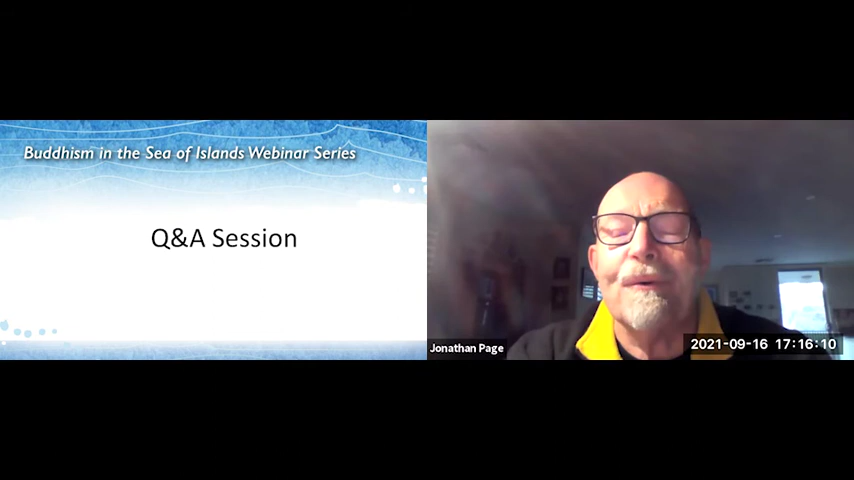 Buddhism in the Sea of Islands Webinar Series
Q&A Session
Jonathan Page
2021-09-16 17:16:10